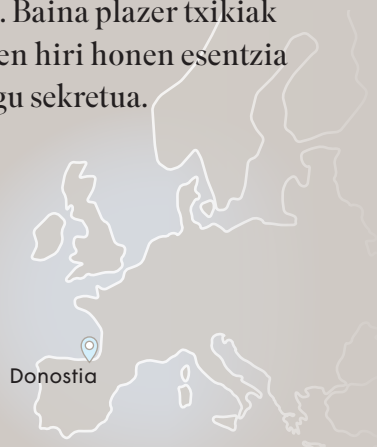 . Baina plazer txikiak
en hiri honen esentzia
gu sekretua.
Donostia